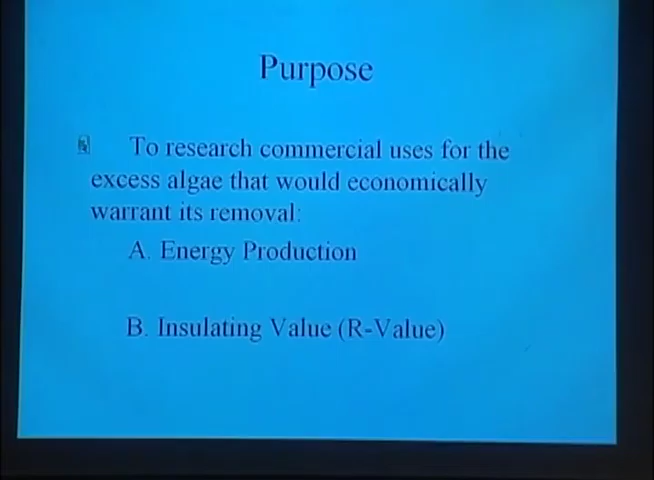 Purpose
To research commercial uses for the
excess algae that would economically
warrant its removal:
A. Energy Production
B. Insulating Value (R-Value)